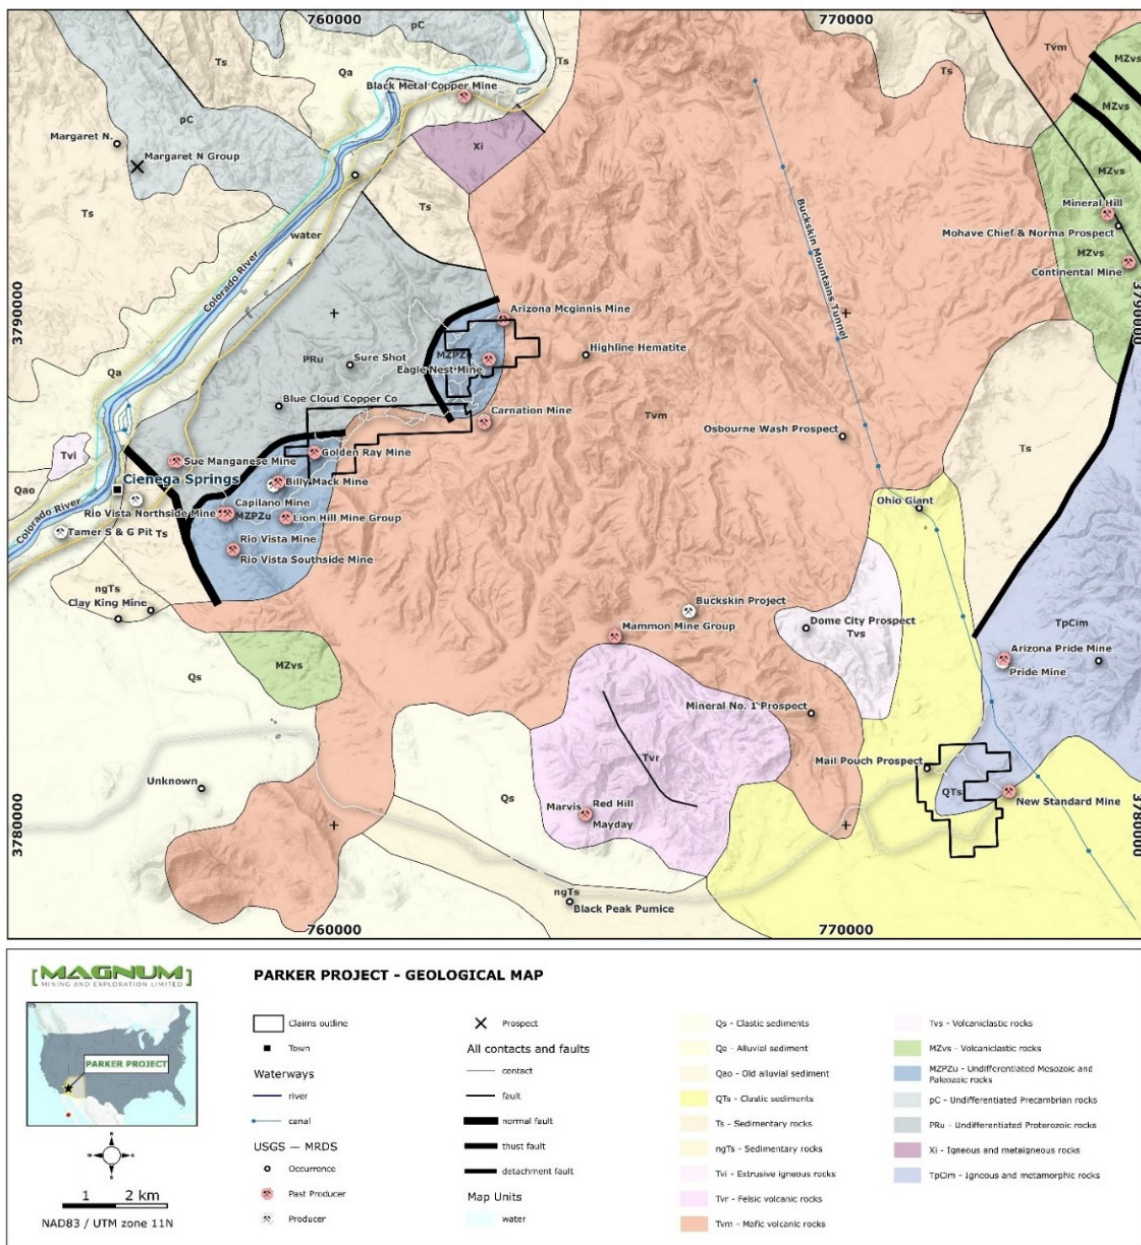 760000
770000
pC
Ts
Qa
Ts
Ts
Tvm
MZvs
Black Metal Copper Mine
MZvs
pC
Margaret N.
Margaret N Group
Xi
Ts
Ts
water
Buckskin Mountains Tunnel
Mineral Hill
Mohave Chief & Norma Prospect
MZvs
Continental Mine
Colorado River
3790000
3790000
Arizona Mcginnis Mine
PRu
Sure Shot
MZPZu
Eagle Nest Mine
Highline Hematite
Qa
Blue Cloud Copper Co
Carnation Mine
Tvm
Osbourne Wash Prospect
Ts
Tvi
Golden Ray Mine
Sue Manganese Mine
Cienega Springs
Billy Mack Mine
Qao
Capilano Mine
Ohio Giant
Rio Vista Northside Mine
MZPZu
Lion Hill Mine Group
Colorado River
Tamer S & G Pit
Ts
Rio Vista Mine
Rio Vista Southside Mine
ngTs
Clay King Mine
Buckskin Project
Mammon Mine Group
Dome City Prospect
Tvs
TpCim
Arizona Pride Mine
Pride Mine
MZvs
Qs
Mineral No. 1 Prospect
Tvr
Mail Pouch Prospect
Unknown
Qs
QTs
New Standard Mine
Marvis
Red Hill
Mayday
3780000
3780000
ngTs
Black Peak Pumice
760000
770000
[MAGNUM]
MINING AND EXPLORATION LIMITED
PARKER PROJECT
1 2 km
NAD83 / UTM zone 11N
PARKER PROJECT - GEOLOGICAL MAP
Claims outline
Town
Waterways
river
canal
USGS — MRDS
Occurrence
Past Producer
Producer
Prospect
All contacts and faults
contact
fault
normal fault
thust fault
detachment fault
Map Units
water
Qs - Clastic sediments
Qa - Alluvial sediment
Qao - Old alluvial sediment
QTs - Clastic sediments
Ts - Sedimentary rocks
ngTs - Sedimentary rocks
Tvi - Extrusive igneous rocks
Tvr - Felsic volcanic rocks
Tvm - Mafic volcanic rocks
Tvs - Volcaniclastic rocks
MZvs - Volcaniclastic rocks
MZPZu - Undifferentiated Mesozoic and
Paleozoic rocks
pC - Undifferentiated Precambrian rocks
PRu - Undifferentiated Proterozoic rocks
Xi - Igneous and metaigneous rocks
TpCim - Igneous and metamorphic rocks